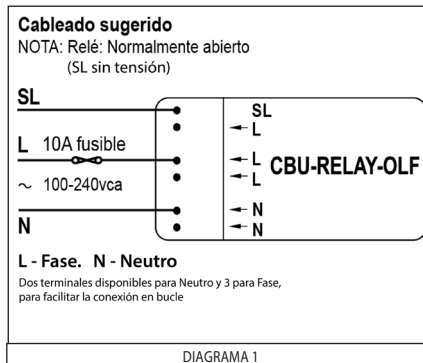 Cableado sugerido
NOTA: Relé: Normalmente abierto
(SL sin tensión)
SL
SL
L
L 10A fusible
L
L
CBU-RELAY-OLF
~ 100-240vca
N
N
N
L - Fase. N - Neutro
Dos terminales disponibles para Neutro y 3 para Fase,
para facilitar la conexión en bucle
DIAGRAMA 1